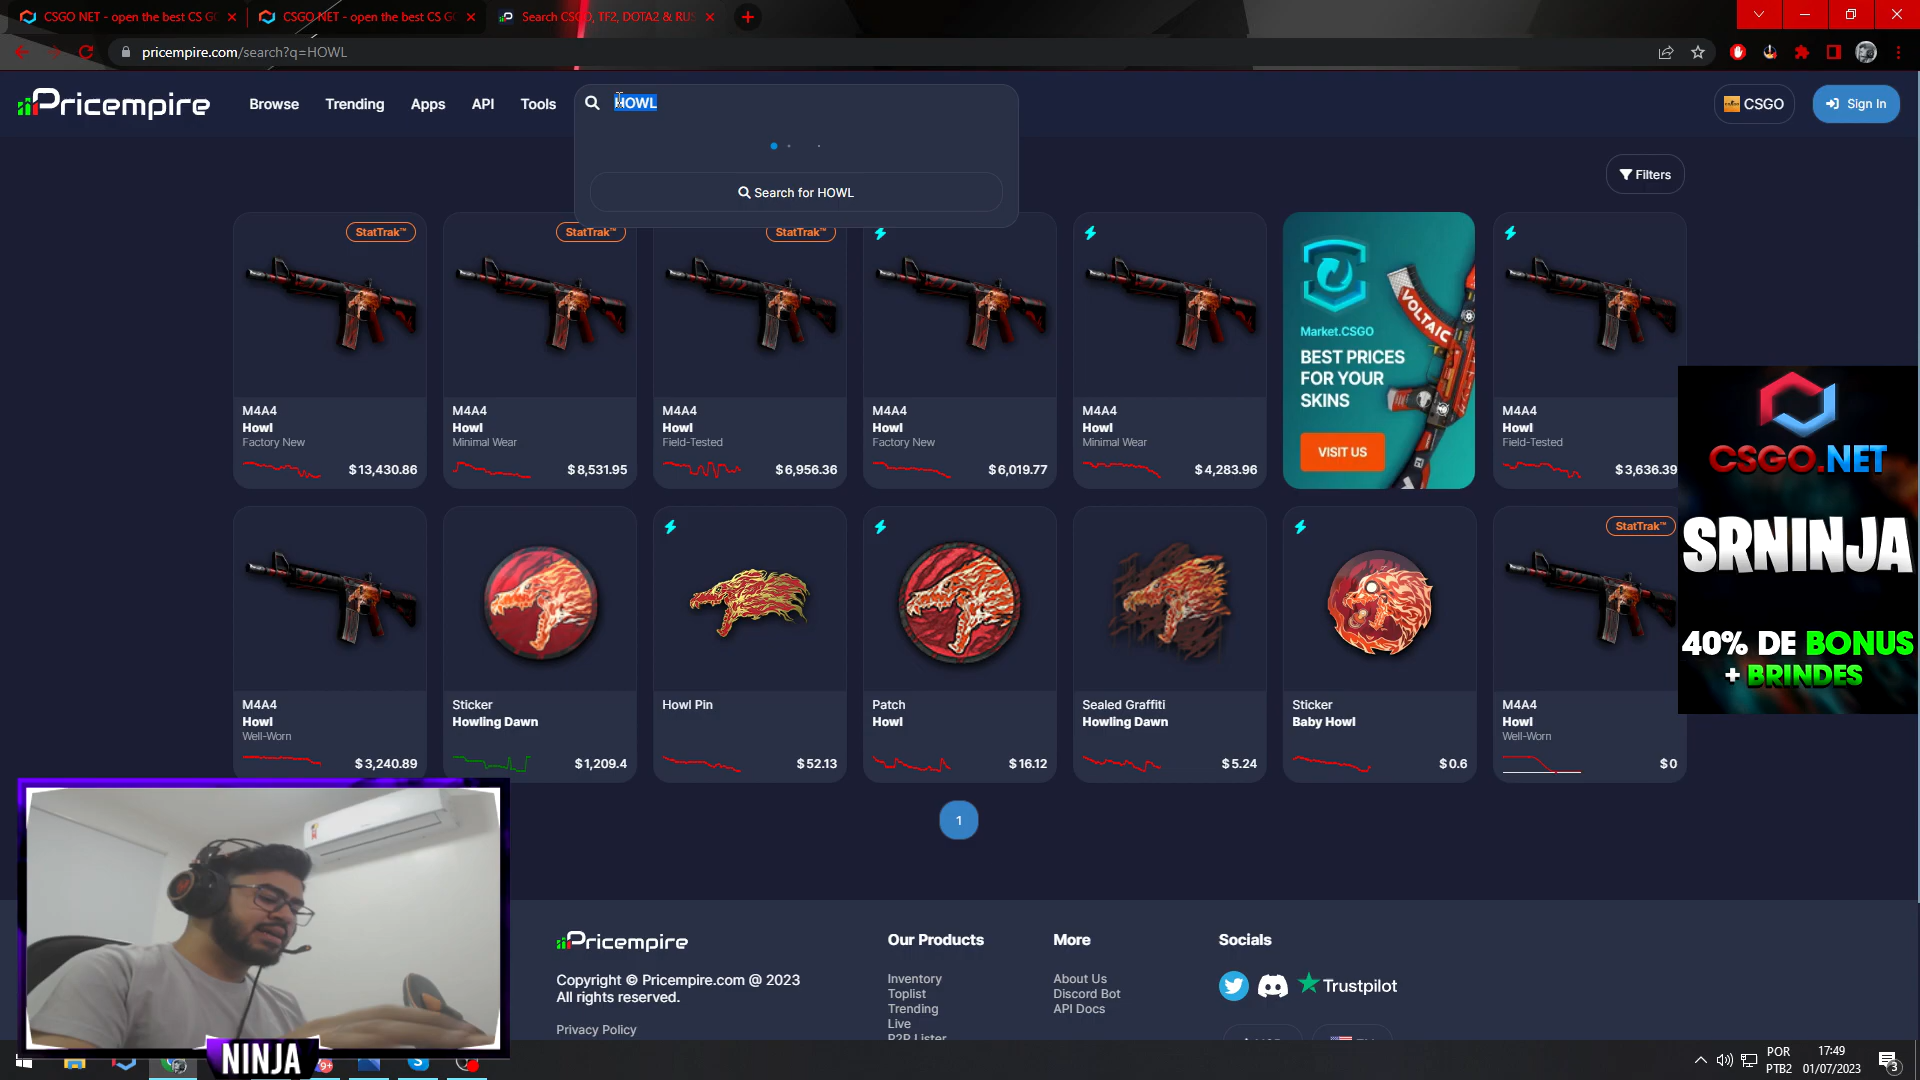 CSGO NET - open the best CS GO
CSGO NET - open the best CS GO
Search CSGO, TF2, DOTA2 & RUS
pricempire.com/search?q=HOWL
Pricempire
Browse
Trending
Apps
API
Tools
HOWL
CSGO
Sign In
Search for HOWL
Filters
StatTrak™
M4A4
Howl
Factory New
$13,430.86
StatTrak™
M4A4
Howl
Minimal Wear
$8,531.95
StatTrak™
M4A4
Howl
Field-Tested
$6,956.36
M4A4
Howl
Factory New
$6,019.77
M4A4
Howl
Minimal Wear
$4,283.96
Market.CSGO
BEST PRICES
FOR YOUR
SKINS
VISIT US
VOLTAIC
M4A4
Howl
Field-Tested
$3,636.39
CSGO.NET
SRNINJA
40% DE BONUS
+ BRINDES
M4A4
Howl
Well-Worn
$3,240.89
Sticker
Howling Dawn
$1,209.4
Howl Pin
$52.13
Patch
Howl
$16.12
Sealed Graffiti
Howling Dawn
$5.24
Sticker
Baby Howl
$0.6
StatTrak™
M4A4
Howl
Well-Worn
$0
1
Pricempire
Copyright © Pricempire.com @ 2023
All rights reserved.
Privacy Policy
Our Products
Inventory
Toplist
Trending
Live
P2P Lister
More
About Us
Discord Bot
API Docs
Socials
Trustpilot
NINJA
9+
POR
PTB2
17:49
01/07/2023
3